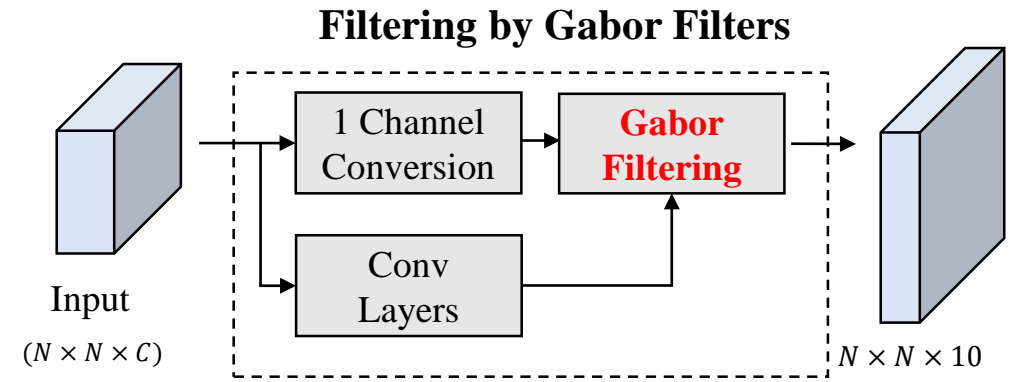 Filtering by Gabor Filters
1 Channel
Conversion
Gabor
Filtering
Conv
Layers
Input
(N × N × C)
N × N × 10